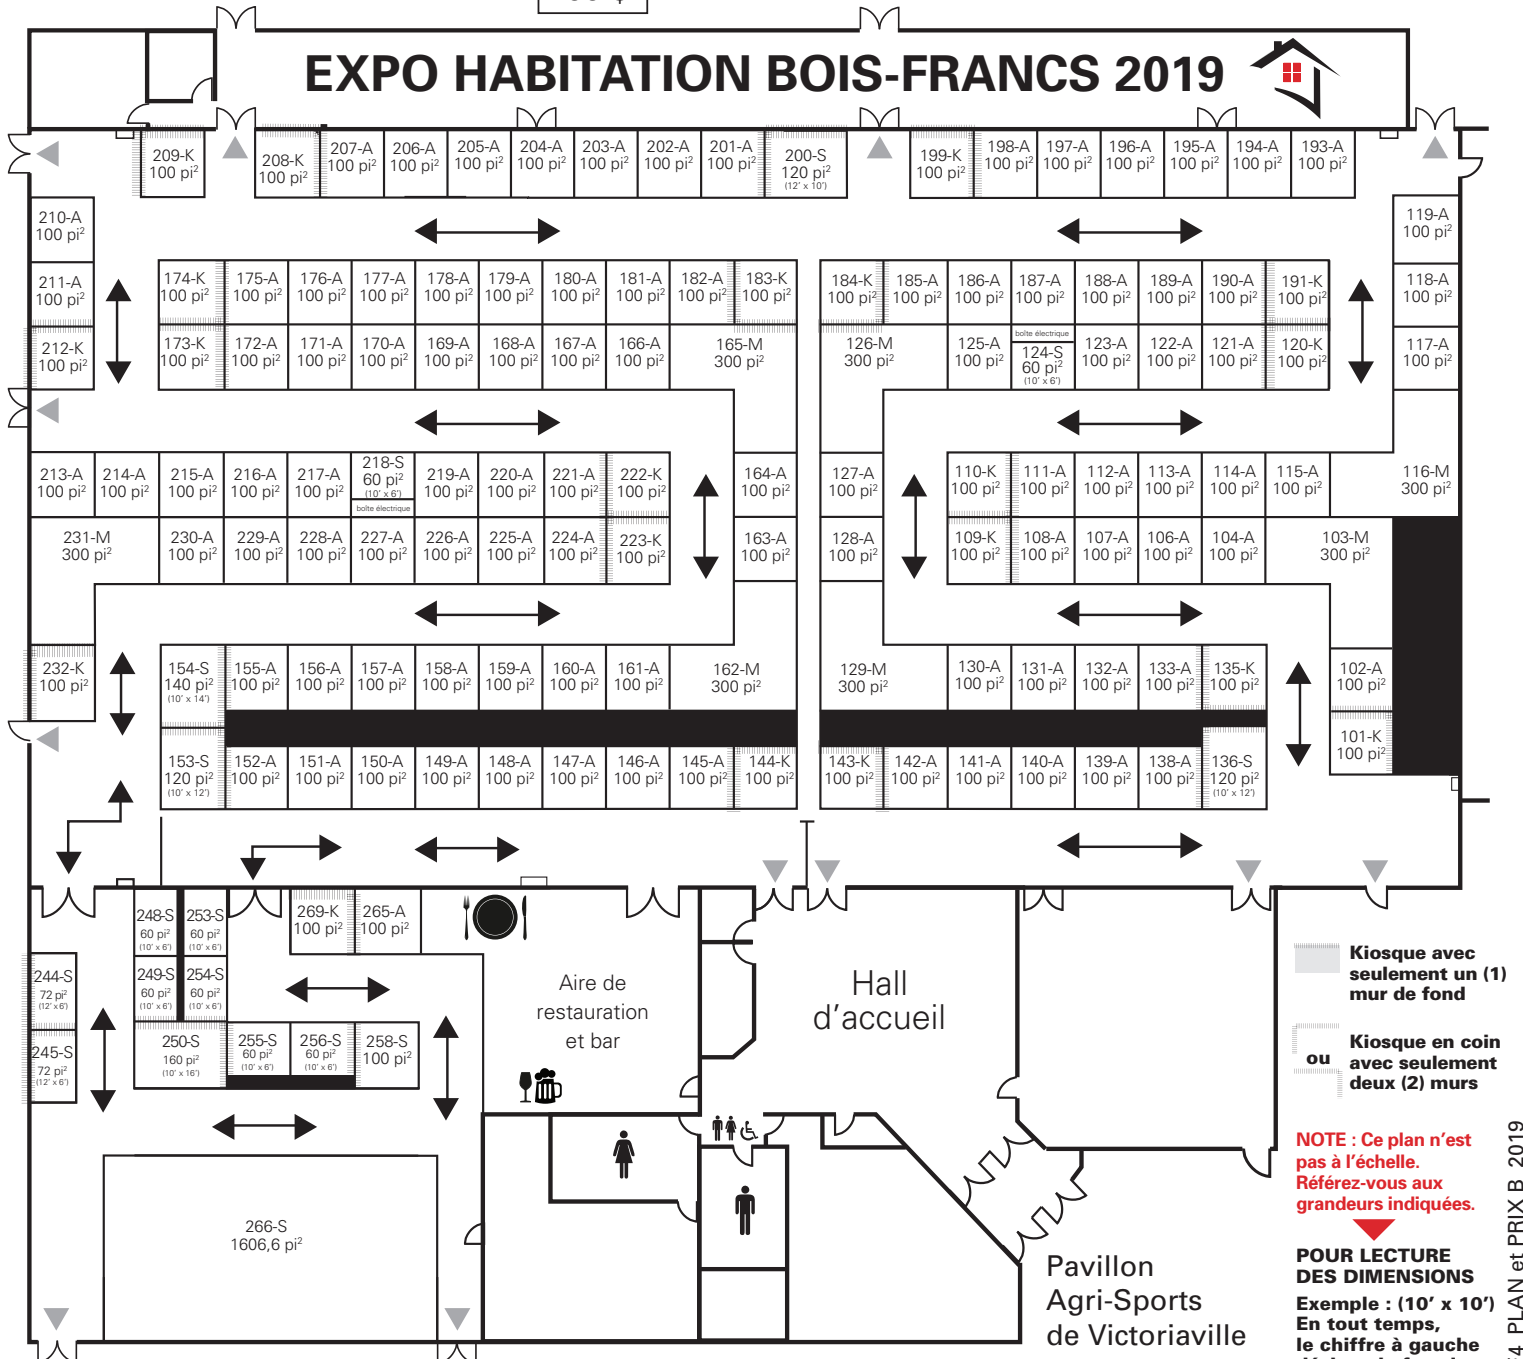 EXPO HABITATION BOIS-FRANCS 2019
209-K
100 pi²
208-K
100 pi²
207-A
100 pi²
206-A
100 pi²
205-A
100 pi²
204-A
100 pi²
203-A
100 pi²
202-A
100 pi²
201-A
100 pi²
200-S
120 pi²
(12' x 10')
199-K
100 pi²
198-A
100 pi²
197-A
100 pi²
196-A
100 pi²
195-A
100 pi²
194-A
100 pi²
193-A
100 pi²
210-A
100 pi²
211-A
100 pi²
212-K
100 pi²
119-A
100 pi²
118-A
100 pi²
117-A
100 pi²
174-K
100 pi²
175-A
100 pi²
176-A
100 pi²
177-A
100 pi²
178-A
100 pi²
179-A
100 pi²
180-A
100 pi²
181-A
100 pi²
182-A
100 pi²
183-K
100 pi²
184-K
100 pi²
185-A
100 pi²
186-A
100 pi²
187-A
100 pi²
188-A
100 pi²
189-A
100 pi²
190-A
100 pi²
191-K
100 pi²
173-K
100 pi²
172-A
100 pi²
171-A
100 pi²
170-A
100 pi²
169-A
100 pi²
168-A
100 pi²
167-A
100 pi²
166-A
100 pi²
165-M
300 pi²
126-M
300 pi²
125-A
100 pi²
boîte électrique
124-S
60 pi²
(10' x 6')
123-A
100 pi²
122-A
100 pi²
121-A
100 pi²
120-K
100 pi²
213-A
100 pi²
214-A
100 pi²
215-A
100 pi²
216-A
100 pi²
217-A
100 pi²
218-S
60 pi²
(10' x 6')
boîte électrique
219-A
100 pi²
220-A
100 pi²
221-A
100 pi²
222-K
100 pi²
164-A
100 pi²
127-A
100 pi²
110-K
100 pi²
111-A
100 pi²
112-A
100 pi²
113-A
100 pi²
114-A
100 pi²
115-A
100 pi²
116-M
300 pi²
231-M
300 pi²
230-A
100 pi²
229-A
100 pi²
228-A
100 pi²
227-A
100 pi²
226-A
100 pi²
225-A
100 pi²
224-A
100 pi²
223-K
100 pi²
163-A
100 pi²
128-A
100 pi²
109-K
100 pi²
108-A
100 pi²
107-A
100 pi²
106-A
100 pi²
104-A
100 pi²
103-M
300 pi²
232-K
100 pi²
154-S
140 pi²
(10' x 14')
155-A
100 pi²
156-A
100 pi²
157-A
100 pi²
158-A
100 pi²
159-A
100 pi²
160-A
100 pi²
161-A
100 pi²
162-M
300 pi²
129-M
300 pi²
130-A
100 pi²
131-A
100 pi²
132-A
100 pi²
133-A
100 pi²
135-K
100 pi²
102-A
100 pi²
101-K
100 pi²
153-S
120 pi²
(10' x 12')
152-A
100 pi²
151-A
100 pi²
150-A
100 pi²
149-A
100 pi²
148-A
100 pi²
147-A
100 pi²
146-A
100 pi²
145-A
100 pi²
144-K
100 pi²
143-K
100 pi²
142-A
100 pi²
141-A
100 pi²
140-A
100 pi²
139-A
100 pi²
138-A
100 pi²
136-S
120 pi²
(10' x 12')
248-S
60 pi²
(10' x 6')
253-S
60 pi²
(10' x 6')
269-K
100 pi²
265-A
100 pi²
244-S
72 pi²
(12' x 6')
249-S
60 pi²
(10' x 6')
254-S
60 pi²
(10' x 6')
245-S
72 pi²
(12' x 6')
250-S
160 pi²
(10' x 16')
255-S
60 pi²
(10' x 6')
256-S
60 pi²
(10' x 6')
258-S
100 pi²
Aire de
restauration
et bar
Hall
d'accueil
266-S
1606,6 pi²
Pavillon
Agri-Sports
de Victoriaville
Kiosque avec
seulement un (1)
mur de fond
ou
Kiosque en coin
avec seulement
deux (2) murs
NOTE : Ce plan n'est
pas à l'échelle.
Référez-vous aux
grandeurs indiquées.
POUR LECTURE
DES DIMENSIONS
Exemple : (10' x 10')
En tout temps,
le chiffre à gauche
PLAN et PRIX B 2019